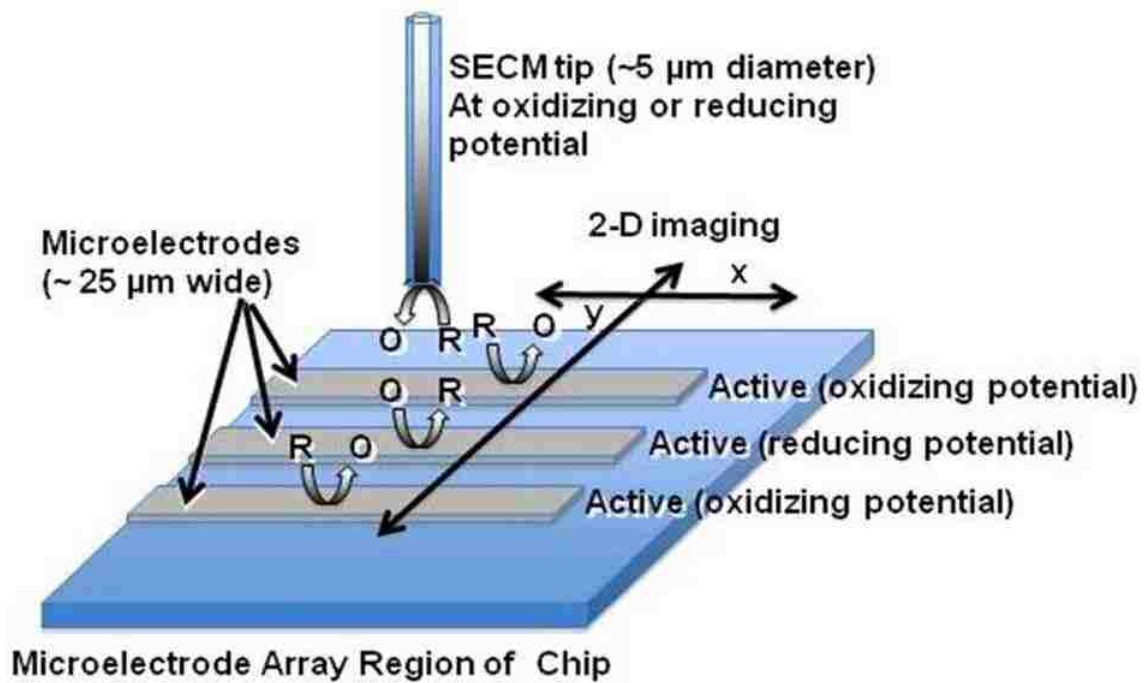 SECM tip (~5 µm diameter)
At oxidizing or reducing
potential
2-D imaging
Microelectrodes
(~ 25 µm wide)
x
y
O R R O
O R
Active (oxidizing potential)
R O
Active (reducing potential)
Active (oxidizing potential)
Microelectrode Array Region of Chip